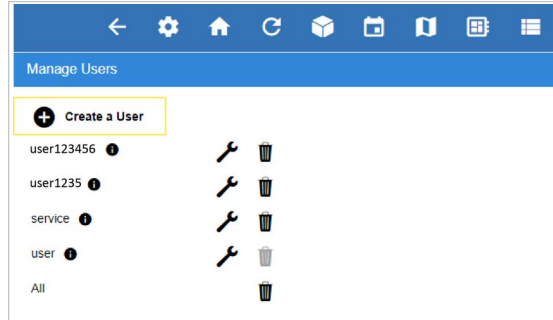 Manage Users
Create a User
user123456
user1235
service
user
All